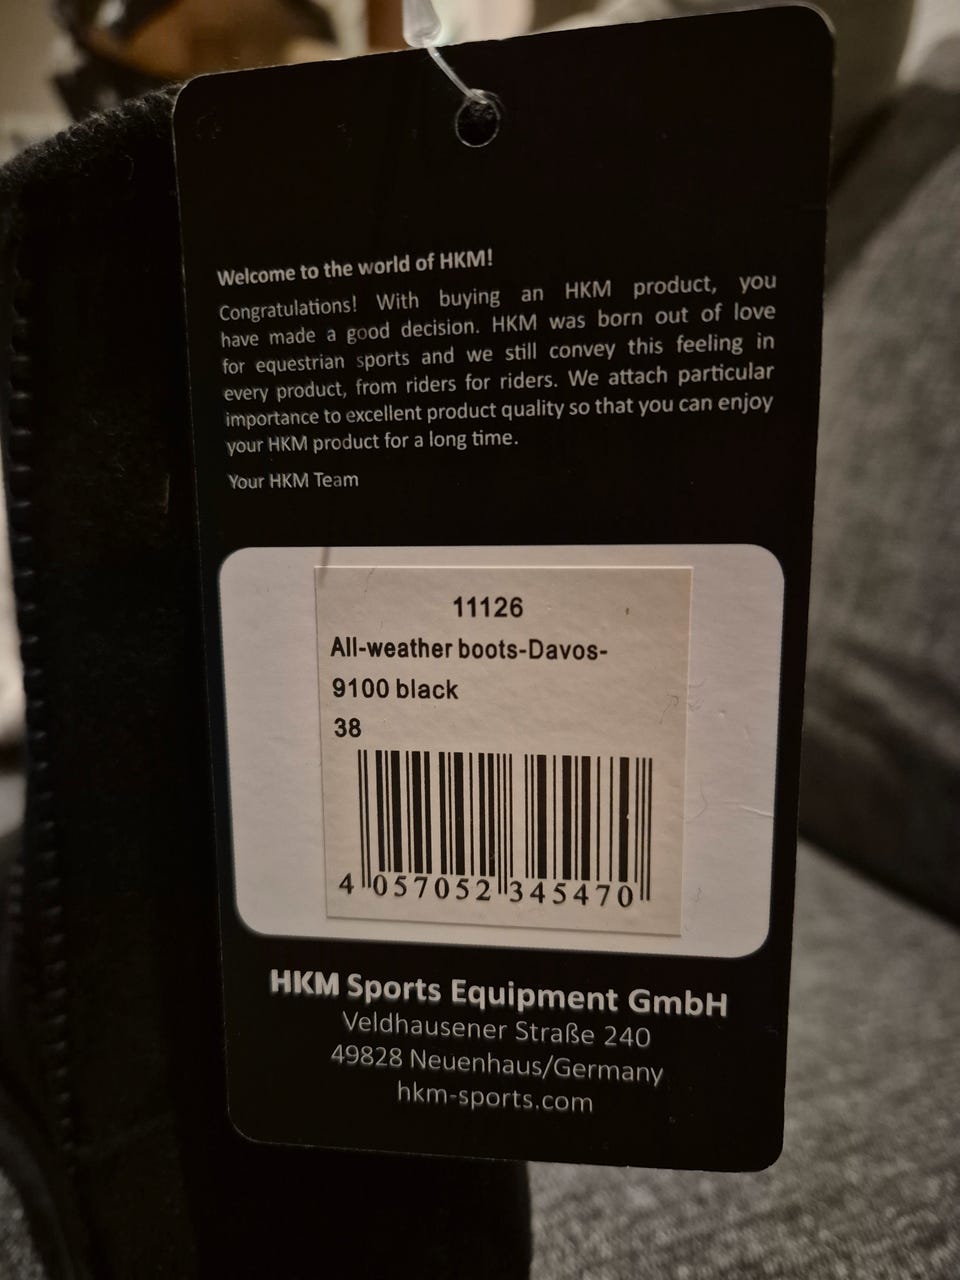 Welcome to the world of HKM!
Congratulations! With buying an HKM product, you
have made a good decision. HKM was born out of love
for equestrian sports and we still convey this feeling in
every product, from riders for riders. We attach particular
importance to excellent product quality so that you can enjoy
your HKM product for a long time.
Your HKM Team
11126
All-weather boots-Davos-
9100 black
38
4 057052 345470
HKM Sports Equipment GmbH
Veldhausener Straße 240
49828 Neuenhaus/Germany
hkm-sports.com